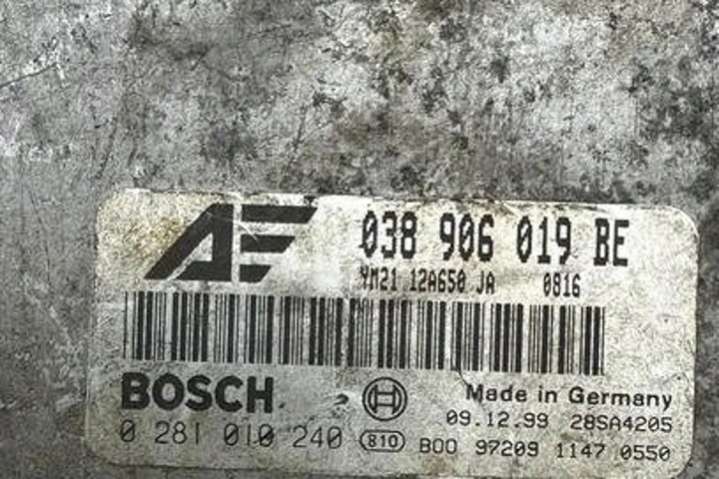 AE
038 906 019 BE
YM21 12A650 JA 0816
BOSCH
Made in Germany
09.12.99 28SA4205
0 281 010 240 810 B00 97209 1147 0550